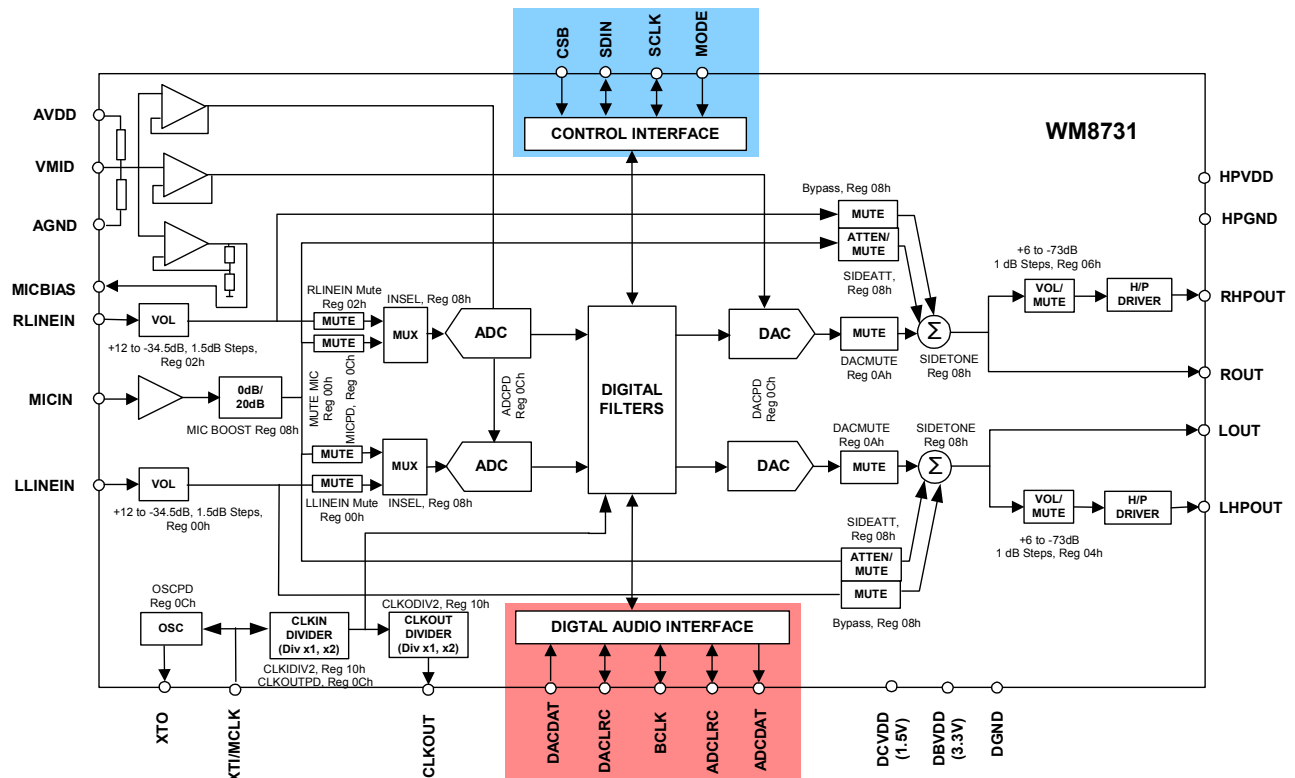 CSB
SDIN
SCLK
MODE
CONTROL INTERFACE
WM8731
AVDD
VMID
AGND
MICBIAS
RLINEIN
MICIN
LLINEIN
HPVDD
HPGND
RHPOUT
ROUT
LOUT
LHPOUT
VOL
+12 to -34.5dB, 1.5dB Steps,
Reg 02h
RLINEIN Mute
Reg 02h
MUTE
MUTE
INSEL, Reg 08h
MUX
ADC
0dB/
20dB
MIC BOOST Reg 08h
MUTE MIC
Reg 00h
MICPD, Reg 0Ch
ADCPD
Reg 0Ch
MUTE
MUTE
MUX
ADC
LLINEIN Mute
Reg 00h
INSEL, Reg 08h
VOL
+12 to -34.5dB, 1.5dB Steps,
Reg 00h
DIGITAL
FILTERS
Bypass, Reg 08h
MUTE
ATTEN/
MUTE
SIDEATT,
Reg 08h
DAC
MUTE
DACMUTE
Reg 0Ah
Σ
SIDETONE
Reg 08h
+6 to -73dB
1 dB Steps, Reg 06h
VOL/
MUTE
H/P
DRIVER
DACPD
Reg 0Ch
DAC
DACMUTE
Reg 0Ah
MUTE
SIDETONE
Reg 08h
Σ
VOL/
MUTE
H/P
DRIVER
+6 to -73dB
1 dB Steps, Reg 04h
SIDEATT,
Reg 08h
ATTEN/
MUTE
MUTE
Bypass, Reg 08h
OSCPD
Reg 0Ch
OSC
CLKIN
DIVIDER
(Div x1, x2)
CLKIDIV2, Reg 10h
CLKOUTPD, Reg 0Ch
CLKODIV2, Reg 10h
CLKOUT
DIVIDER
(Div x1, x2)
DIGTAL AUDIO INTERFACE
XTO
XTI/MCLK
CLKOUT
DACDAT
DACLRC
BCLK
ADCLRC
ADCDAT
DCVDD
(1.5V)
DBVDD
(3.3V)
DGND